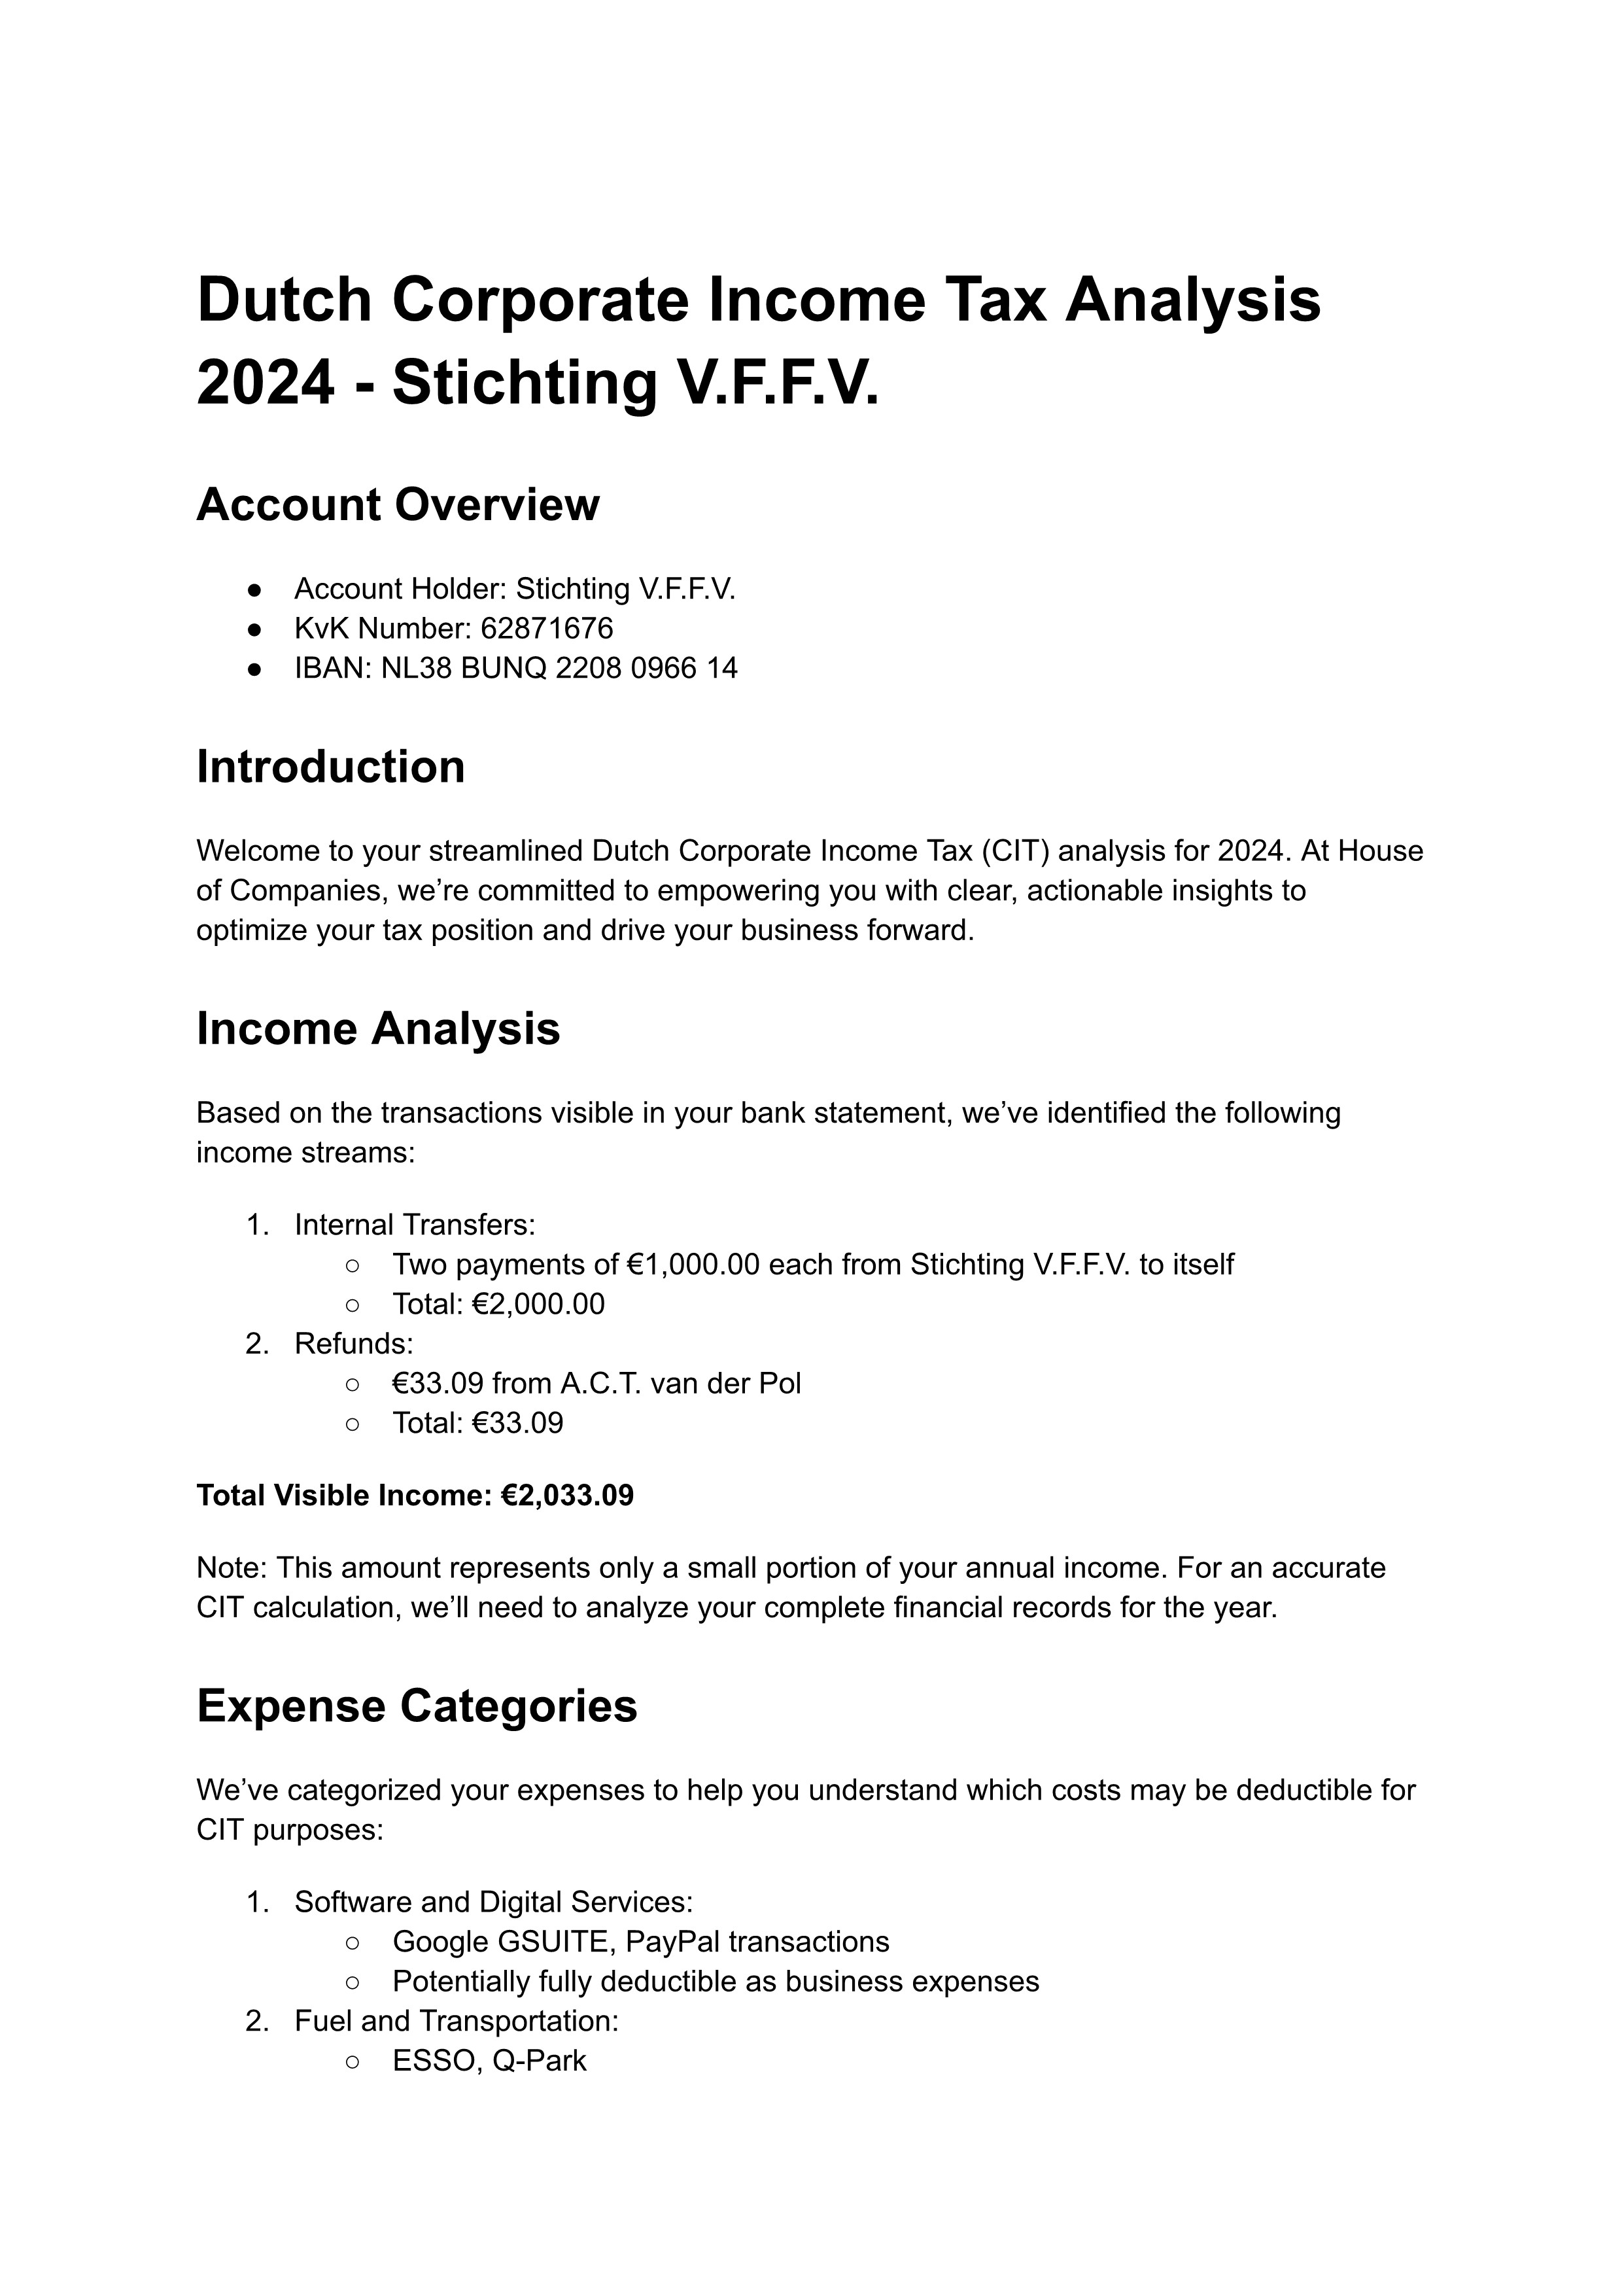 Dutch Corporate Income Tax Analysis
2024 - Stichting V.F.F.V.
Account Overview
● Account Holder: Stichting V.F.F.V.
● KvK Number: 62871676
● IBAN: NL38 BUNQ 2208 0966 14
Introduction
Welcome to your streamlined Dutch Corporate Income Tax (CIT) analysis for 2024. At House
of Companies, we’re committed to empowering you with clear, actionable insights to
optimize your tax position and drive your business forward.
Income Analysis
Based on the transactions visible in your bank statement, we’ve identified the following
income streams:
1. Internal Transfers:
○ Two payments of €1,000.00 each from Stichting V.F.F.V. to itself
○ Total: €2,000.00
2. Refunds:
○ €33.09 from A.C.T. van der Pol
○ Total: €33.09
Total Visible Income: €2,033.09
Note: This amount represents only a small portion of your annual income. For an accurate
CIT calculation, we’ll need to analyze your complete financial records for the year.
Expense Categories
We’ve categorized your expenses to help you understand which costs may be deductible for
CIT purposes:
1. Software and Digital Services:
○ Google GSUITE, PayPal transactions
○ Potentially fully deductible as business expenses
2. Fuel and Transportation:
○ ESSO, Q-Park